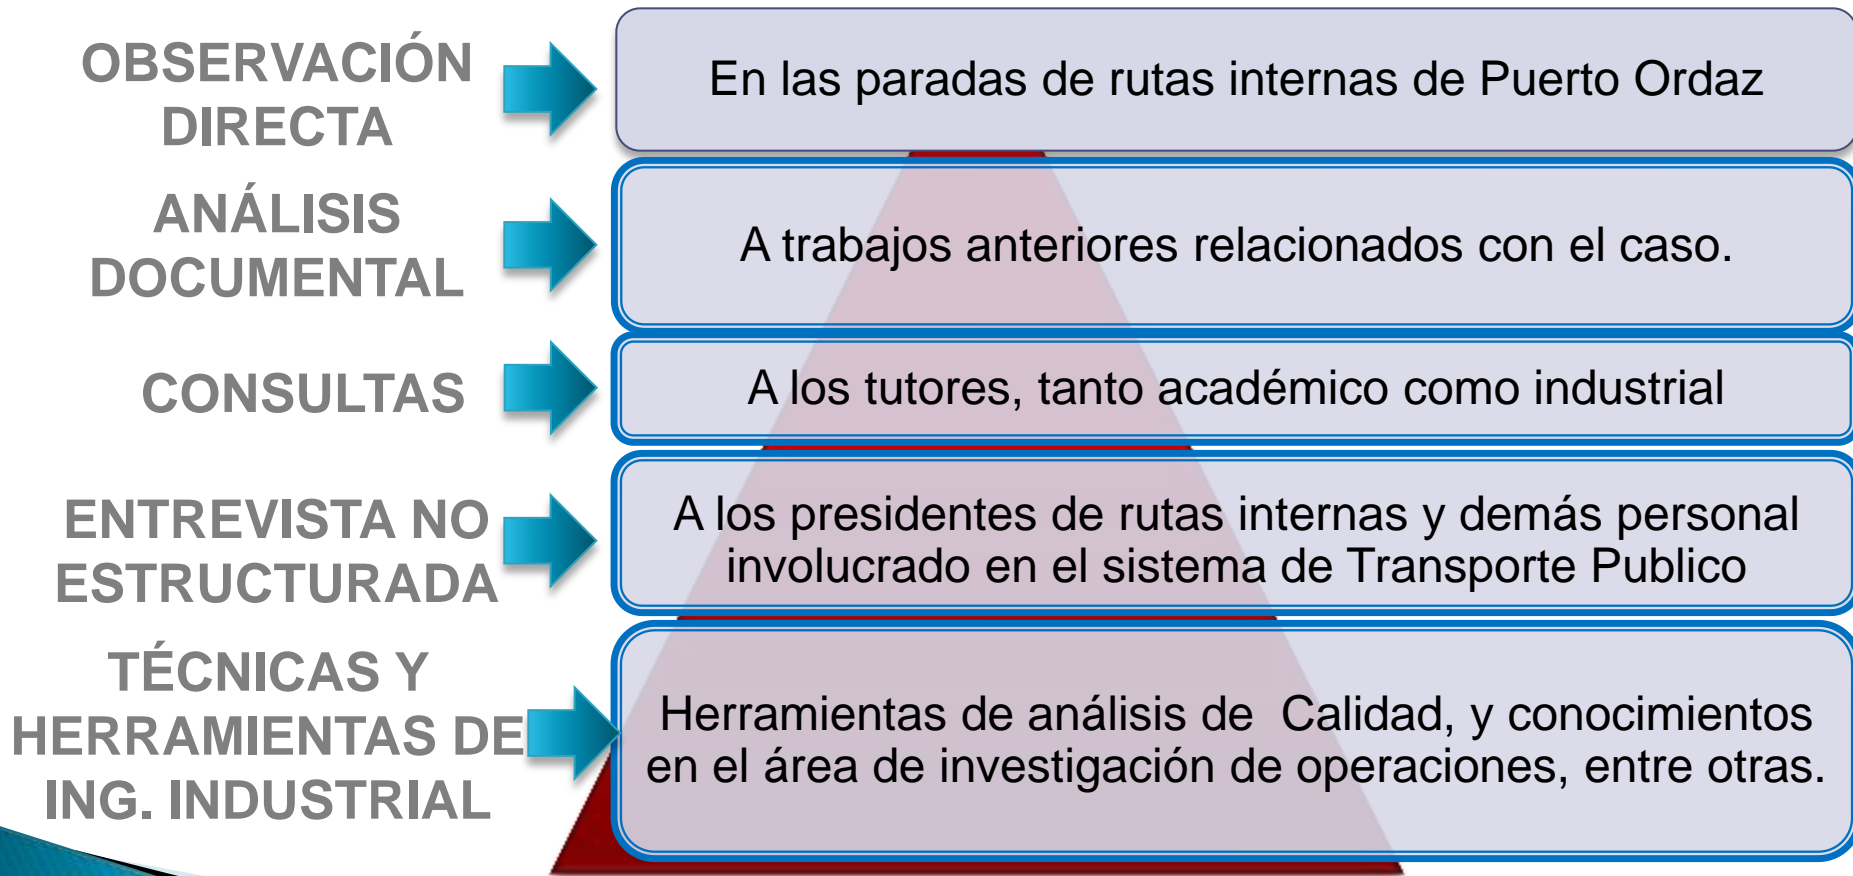 OBSERVACIÓN
DIRECTA
En las paradas de rutas internas de Puerto Ordaz
ANÁLISIS
DOCUMENTAL
A trabajos anteriores relacionados con el caso.
CONSULTAS
A los tutores, tanto académico como industrial
ENTREVISTA NO
ESTRUCTURADA
A los presidentes de rutas internas y demás personal
involucrado en el sistema de Transporte Publico
TÉCNICAS Y
HERRAMIENTAS DE
ING. INDUSTRIAL
Herramientas de análisis de Calidad, y conocimientos
en el área de investigación de operaciones, entre otras.